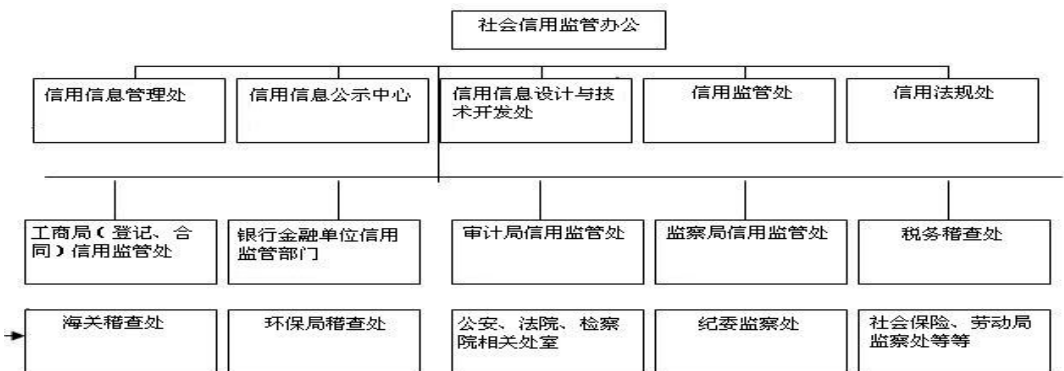 社会信用监管办公
信用信息管理处
信用信息公示中心
信用信息设计与技
术开发处
信用监管处
信用法规处
工商局（登记、合
同）信用监管处
银行金融单位信用
监管部门
审计局信用监管处
监察局信用监管处
税务稽查处
海关稽查处
环保局稽查处
公安、法院、检察
院相关处室
纪委监察处
社会保险、劳动局
监察处等等